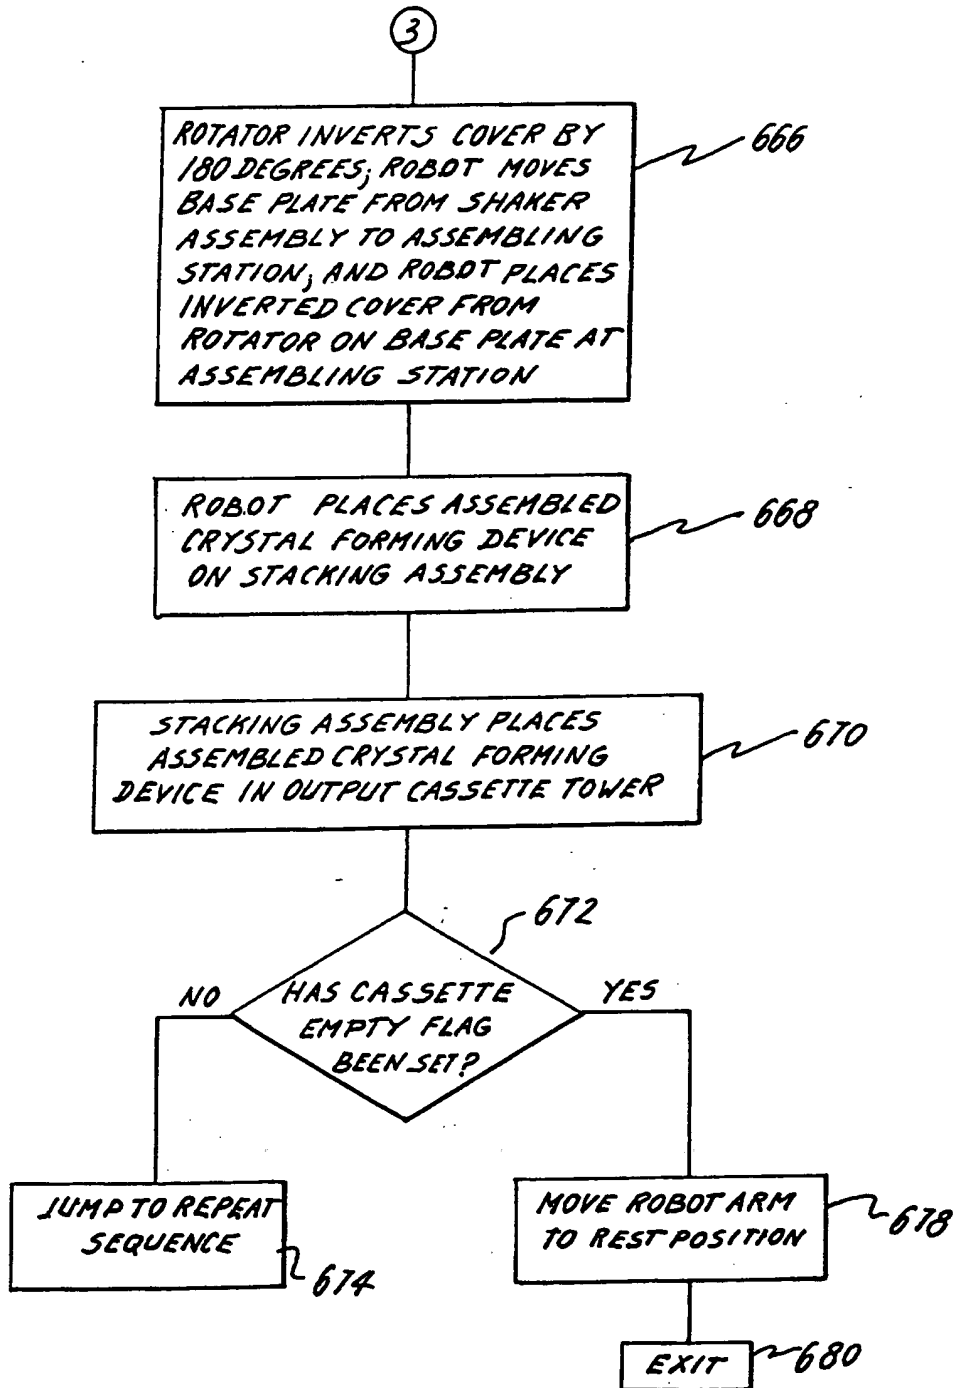 3
ROTATOR INVERTS COVER BY
180 DEGREES; ROBOT MOVES
BASE PLATE FROM SHAKER
ASSEMBLY TO ASSEMBLING
STATION; AND ROBOT PLACES
INVERTED COVER FROM
ROTATOR ON BASE PLATE AT
ASSEMBLING STATION
666
ROBOT PLACES ASSEMBLED
CRYSTAL FORMING DEVICE
ON STACKING ASSEMBLY
668
STACKING ASSEMBLY PLACES
ASSEMBLED CRYSTAL FORMING
DEVICE IN OUTPUT CASSETTE TOWER
670
672
NO
HAS CASSETTE
EMPTY FLAG
BEEN SET?
YES
JUMP TO REPEAT
SEQUENCE
674
MOVE ROBOT ARM
TO REST POSITION
678
EXIT
680